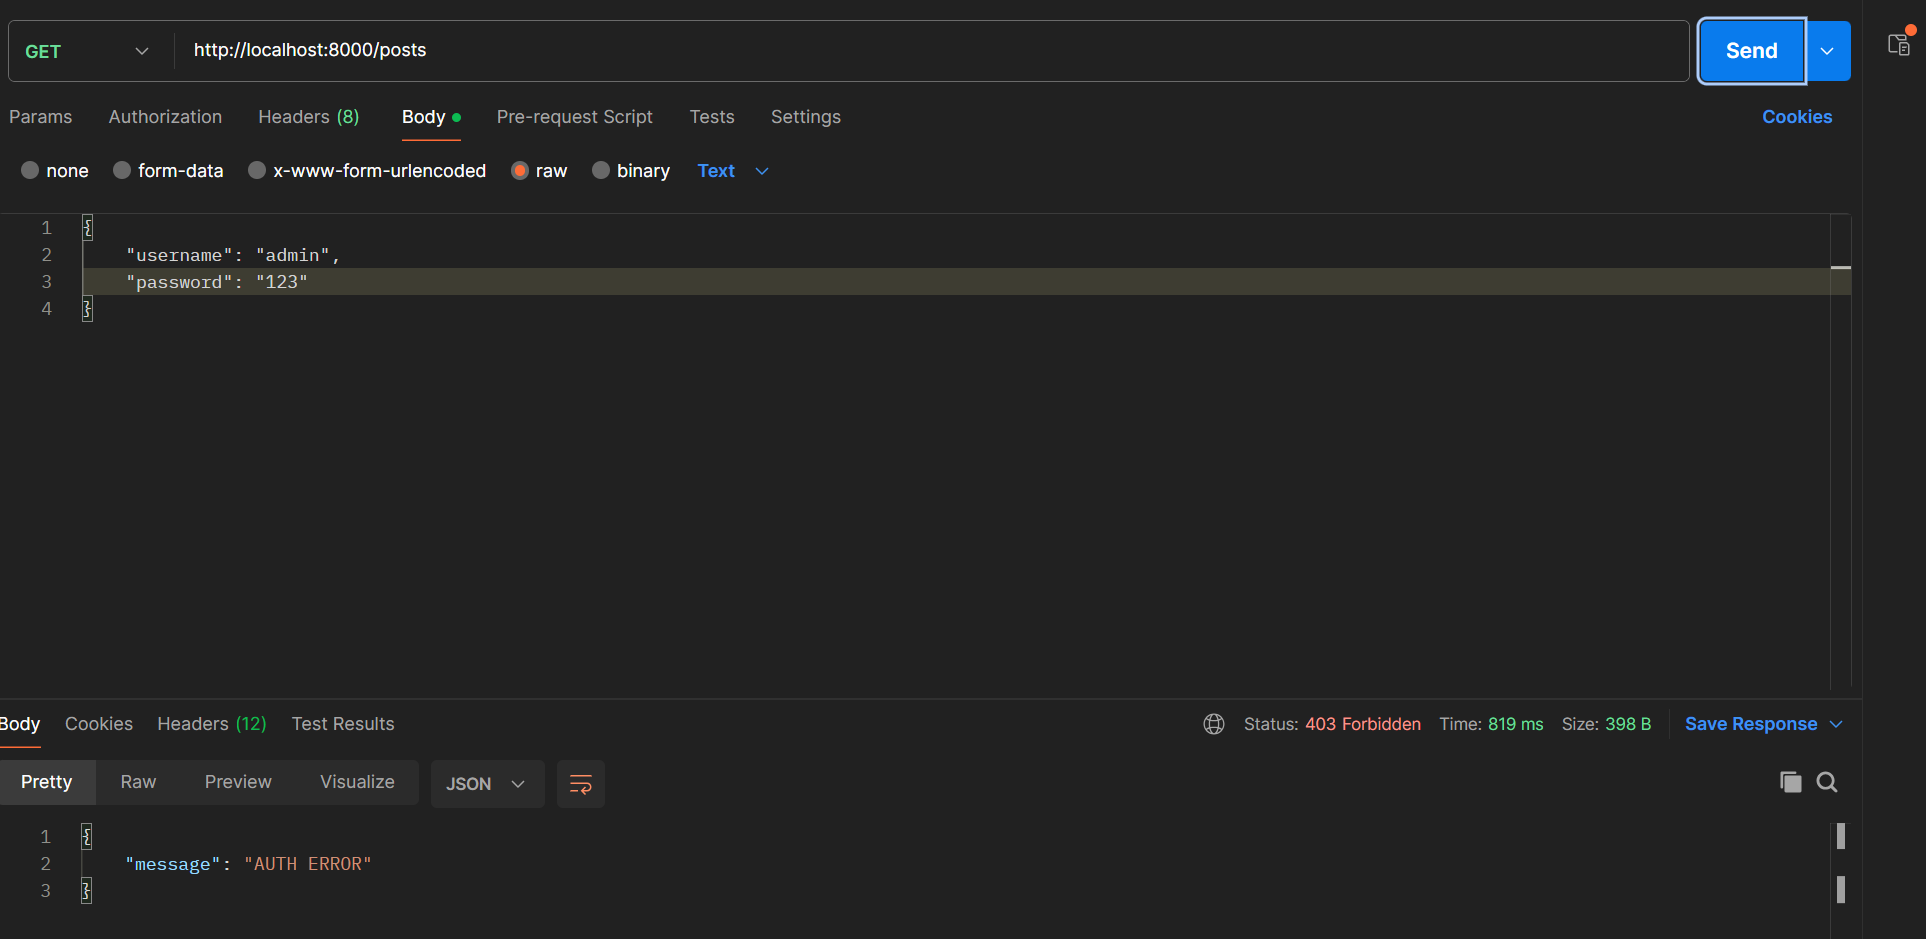 GET http://localhost:8000/posts Send
Params Authorization Headers (8) Body Pre-request Script Tests Settings Cookies
none form-data x-www-form-urlencoded raw binary Text
1 {
2 "username": "admin",
3 "password": "123"
4 }
Body Cookies Headers (12) Test Results Status: 403 Forbidden Time: 819 ms Size: 398 B Save Response
Pretty Raw Preview Visualize JSON
1 {
2 "message": "AUTH ERROR"
3 }